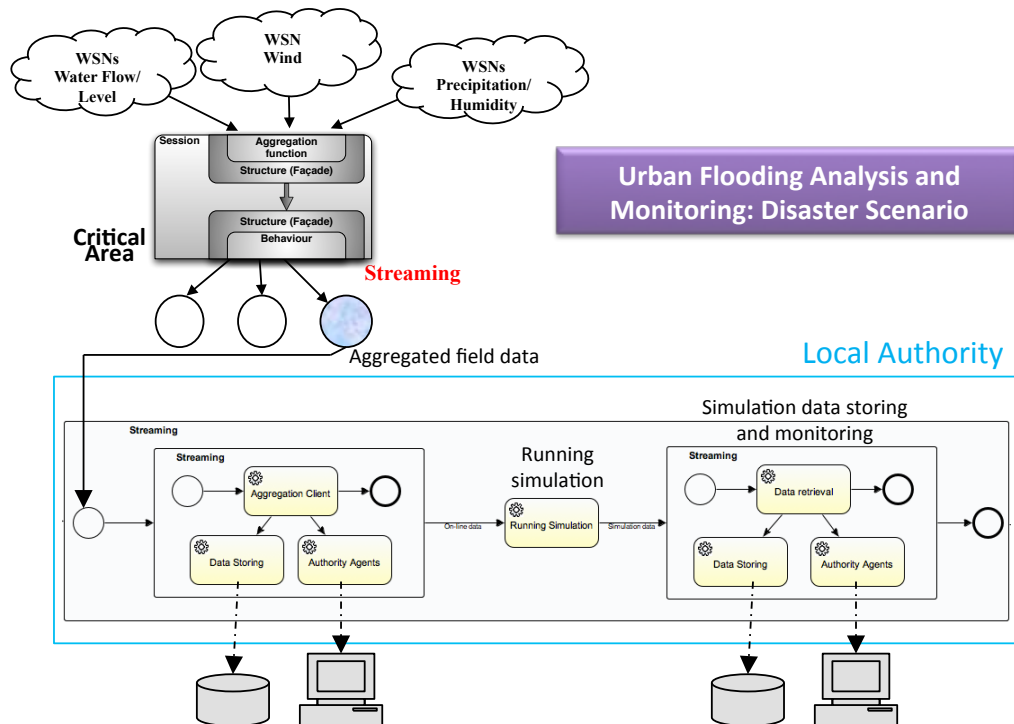 WSNs
Water Flow/
Level
WSN
Wind
WSNs
Precipitation/
Humidity
Session
Aggregation
function
Structure (Façade)
Structure (Façade)
Behaviour
Critical
Area
Streaming
Urban Flooding Analysis and
Monitoring: Disaster Scenario
Aggregated field data
Local Authority
Simulation data storing
and monitoring
Running
simulation
Streaming
Streaming
Aggregation Client
Data Storing
Authority Agents
On-line data
Running Simulation
Simulation data
Streaming
Data retrieval
Data Storing
Authority Agents